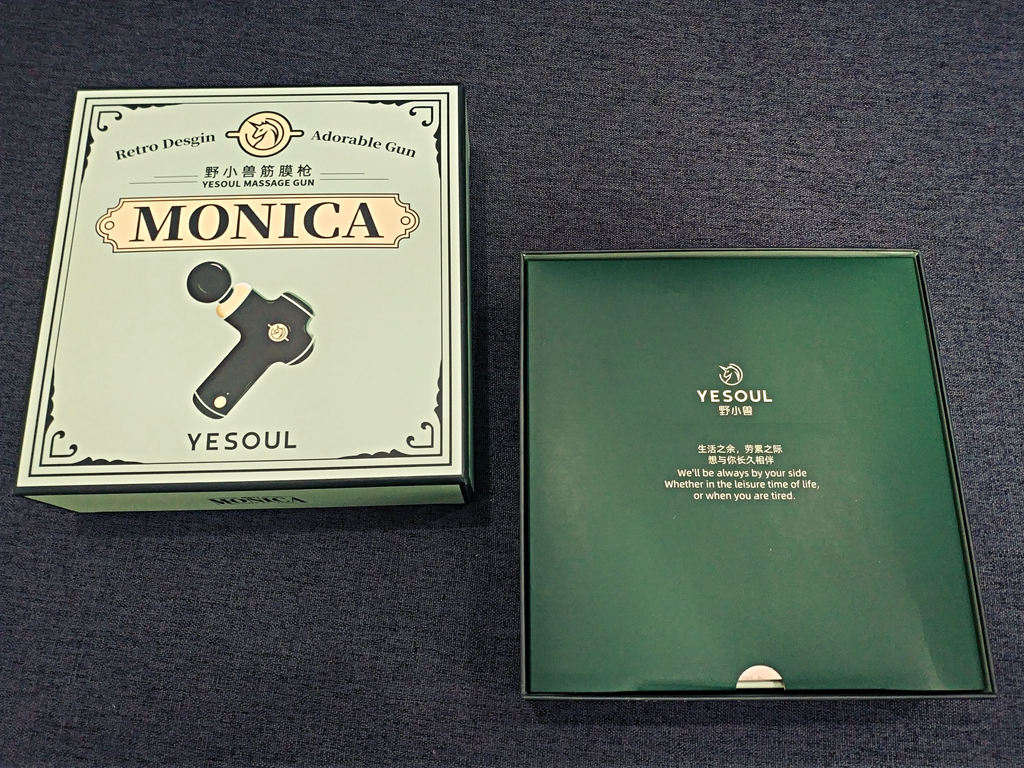 Retro Desgin
Adorable Gun
野小兽筋膜枪
YESOUL MASSAGE GUN
MONICA
YESOUL
MONICA
YESOUL
野小兽
生活之余，劳累之际
想与你长久相伴
We'll be always by your side
Whether in the leisure time of life,
or when you are tired.